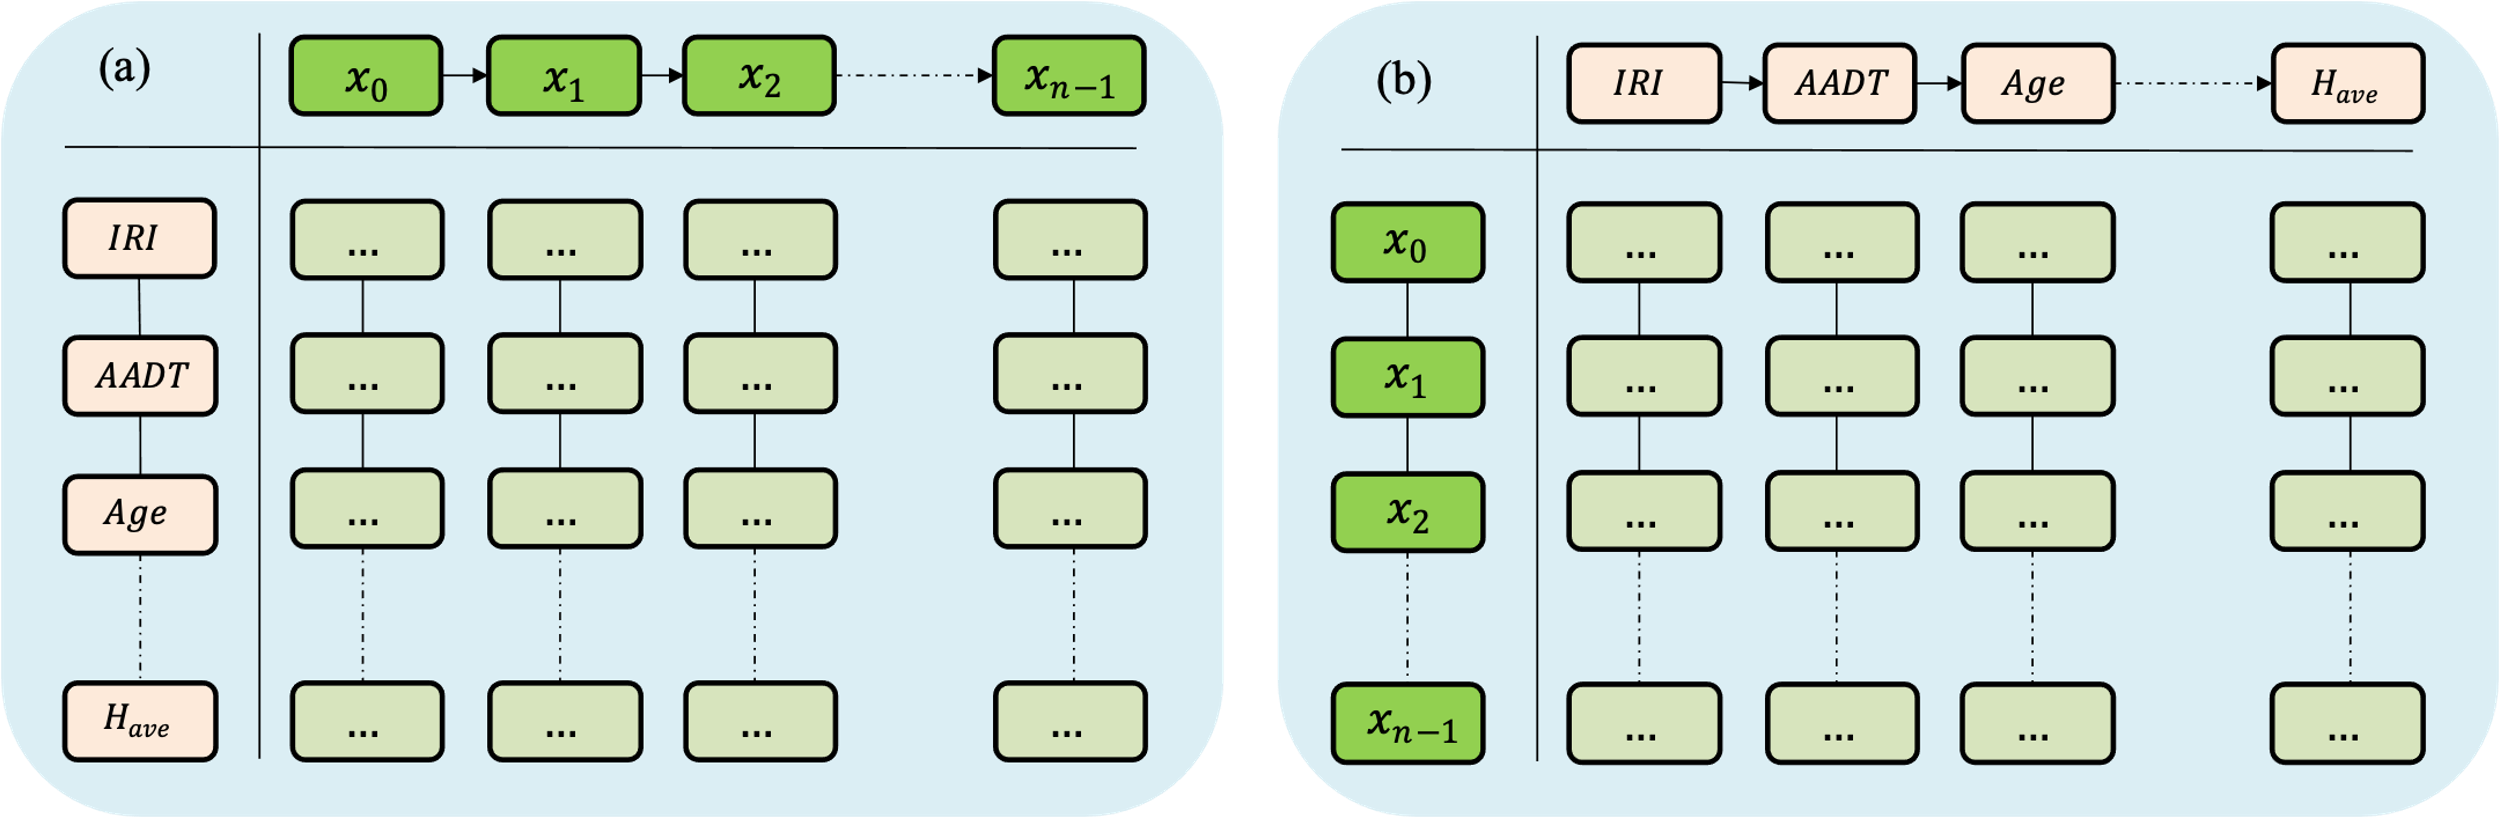 (a) x₀ x₁ x₂ xₙ₋₁
IRI ... ... ... ...
AADT ... ... ... ...
Age ... ... ... ...
Hₐᵥₑ ... ... ... ...
(b) IRI AADT Age Hₐᵥₑ
x₀ ... ... ... ...
x₁ ... ... ... ...
x₂ ... ... ... ...
xₙ₋₁ ... ... ... ...